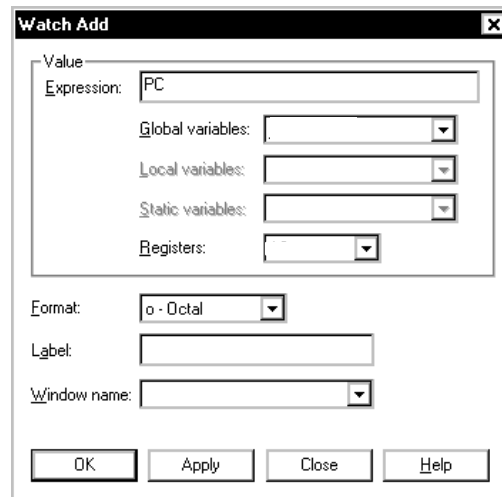 Watch Add
Value
Expression: PC
Global variables:
Local variables:
Static variables:
Registers:
Format: o - Octal
Label:
Window name:
OK Apply Close Help